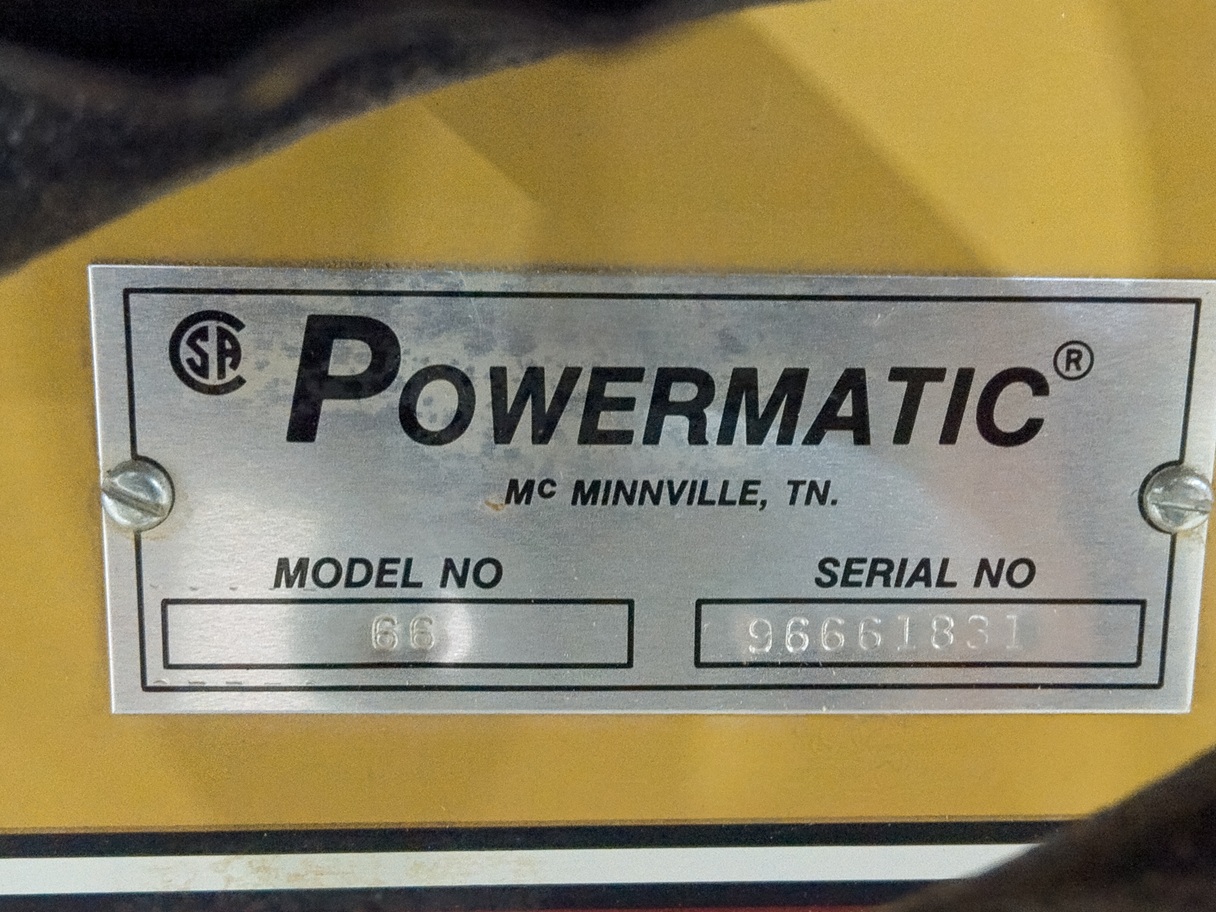 CSA POWERMATIC®
Mc MINNVILLE, TN.
MODEL NO SERIAL NO
66 96661831